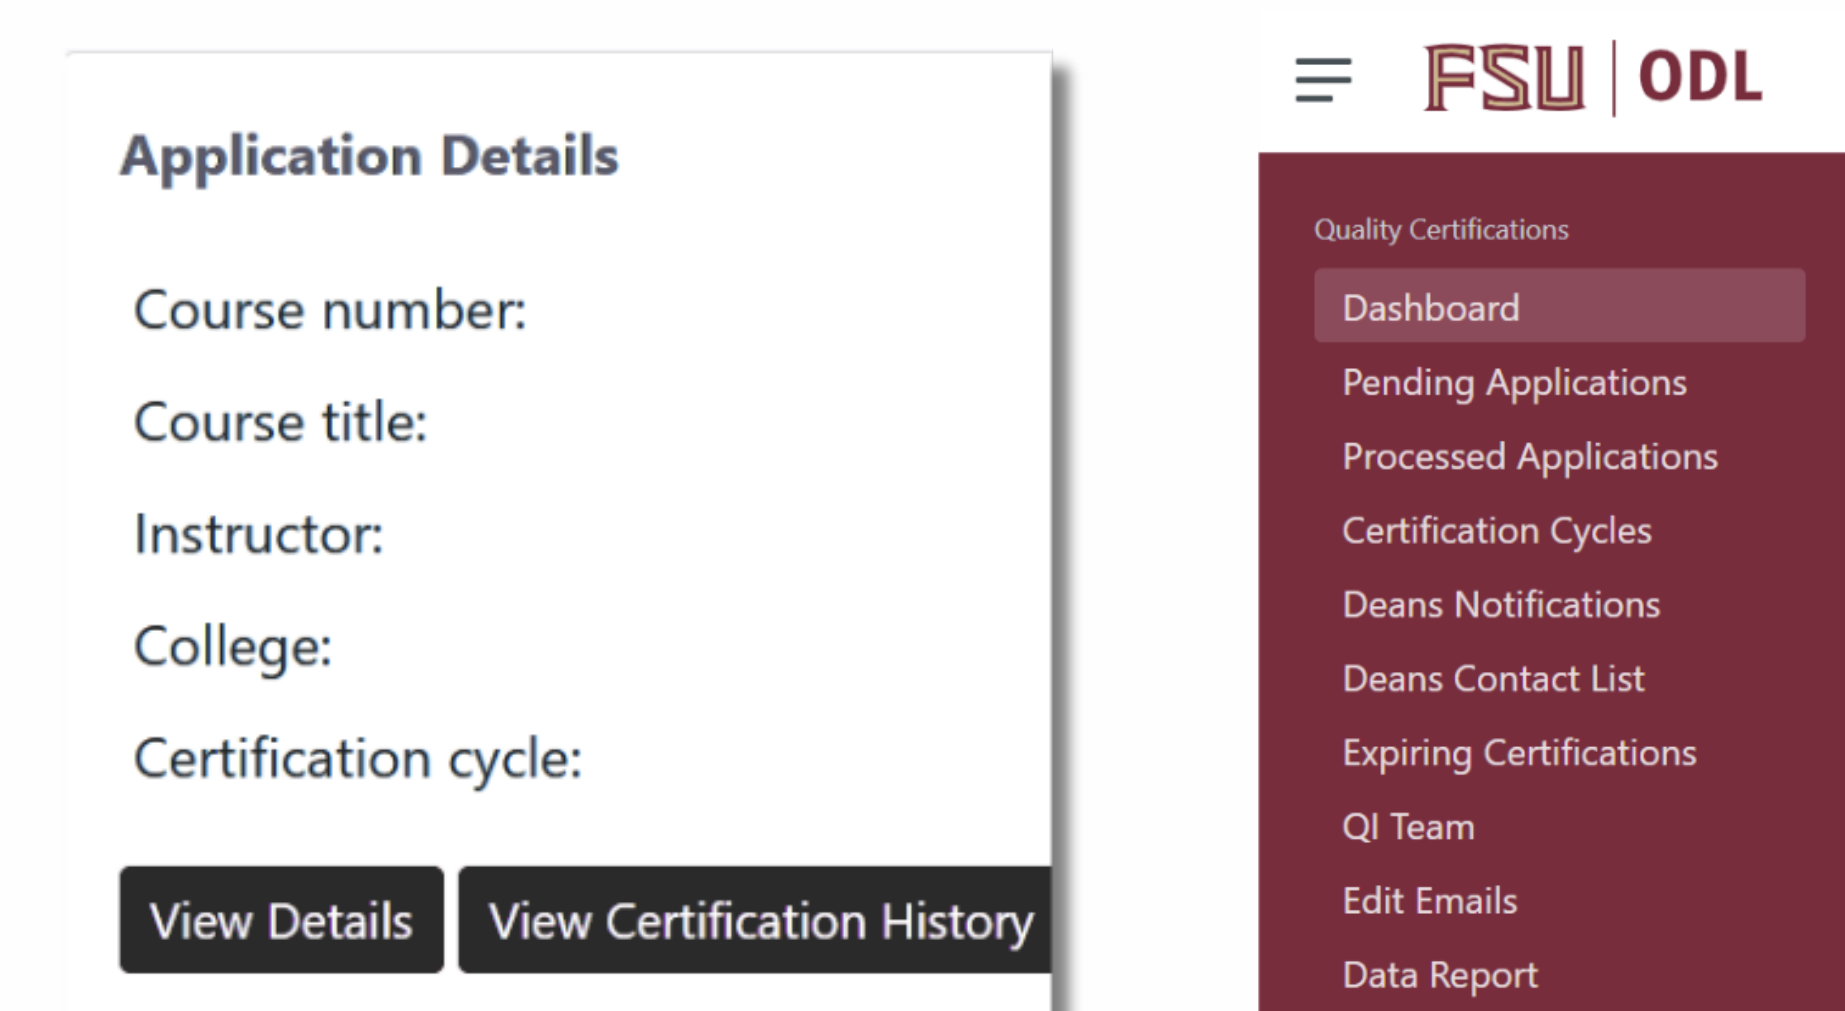 Application Details
Course number:
Course title:
Instructor:
College:
Certification cycle:
View Details
View Certification History
FSU | ODL
Quality Certifications
Dashboard
Pending Applications
Processed Applications
Certification Cycles
Deans Notifications
Deans Contact List
Expiring Certifications
QI Team
Edit Emails
Data Report